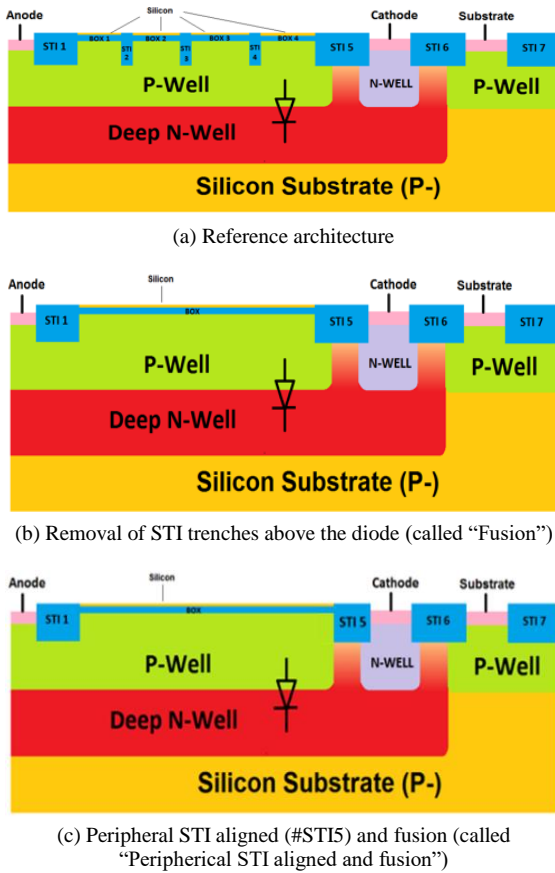 Silicon
Anode
Cathode
Substrate
STI 1
BOX 1
STI 2
BOX 2
STI 3
BOX 3
STI 4
BOX 4
STI 5
STI 6
STI 7
P-Well
N-WELL
P-Well
Deep N-Well
Silicon Substrate (P-)
(a) Reference architecture
Silicon
Anode
Cathode
Substrate
STI 1
BOX
STI 5
STI 6
STI 7
P-Well
N-WELL
P-Well
Deep N-Well
Silicon Substrate (P-)
(b) Removal of STI trenches above the diode (called “Fusion”)
Silicon
Anode
Cathode
Substrate
STI 1
BOX
STI 5
STI 6
STI 7
P-Well
N-WELL
P-Well
Deep N-Well
Silicon Substrate (P-)
(c) Peripheral STI aligned (#STI5) and fusion (called
“Peripherical STI aligned and fusion”)